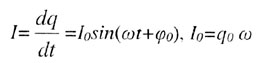 I= dq/dt =I₀sin(ωt+φ₀), I₀=q₀ ω